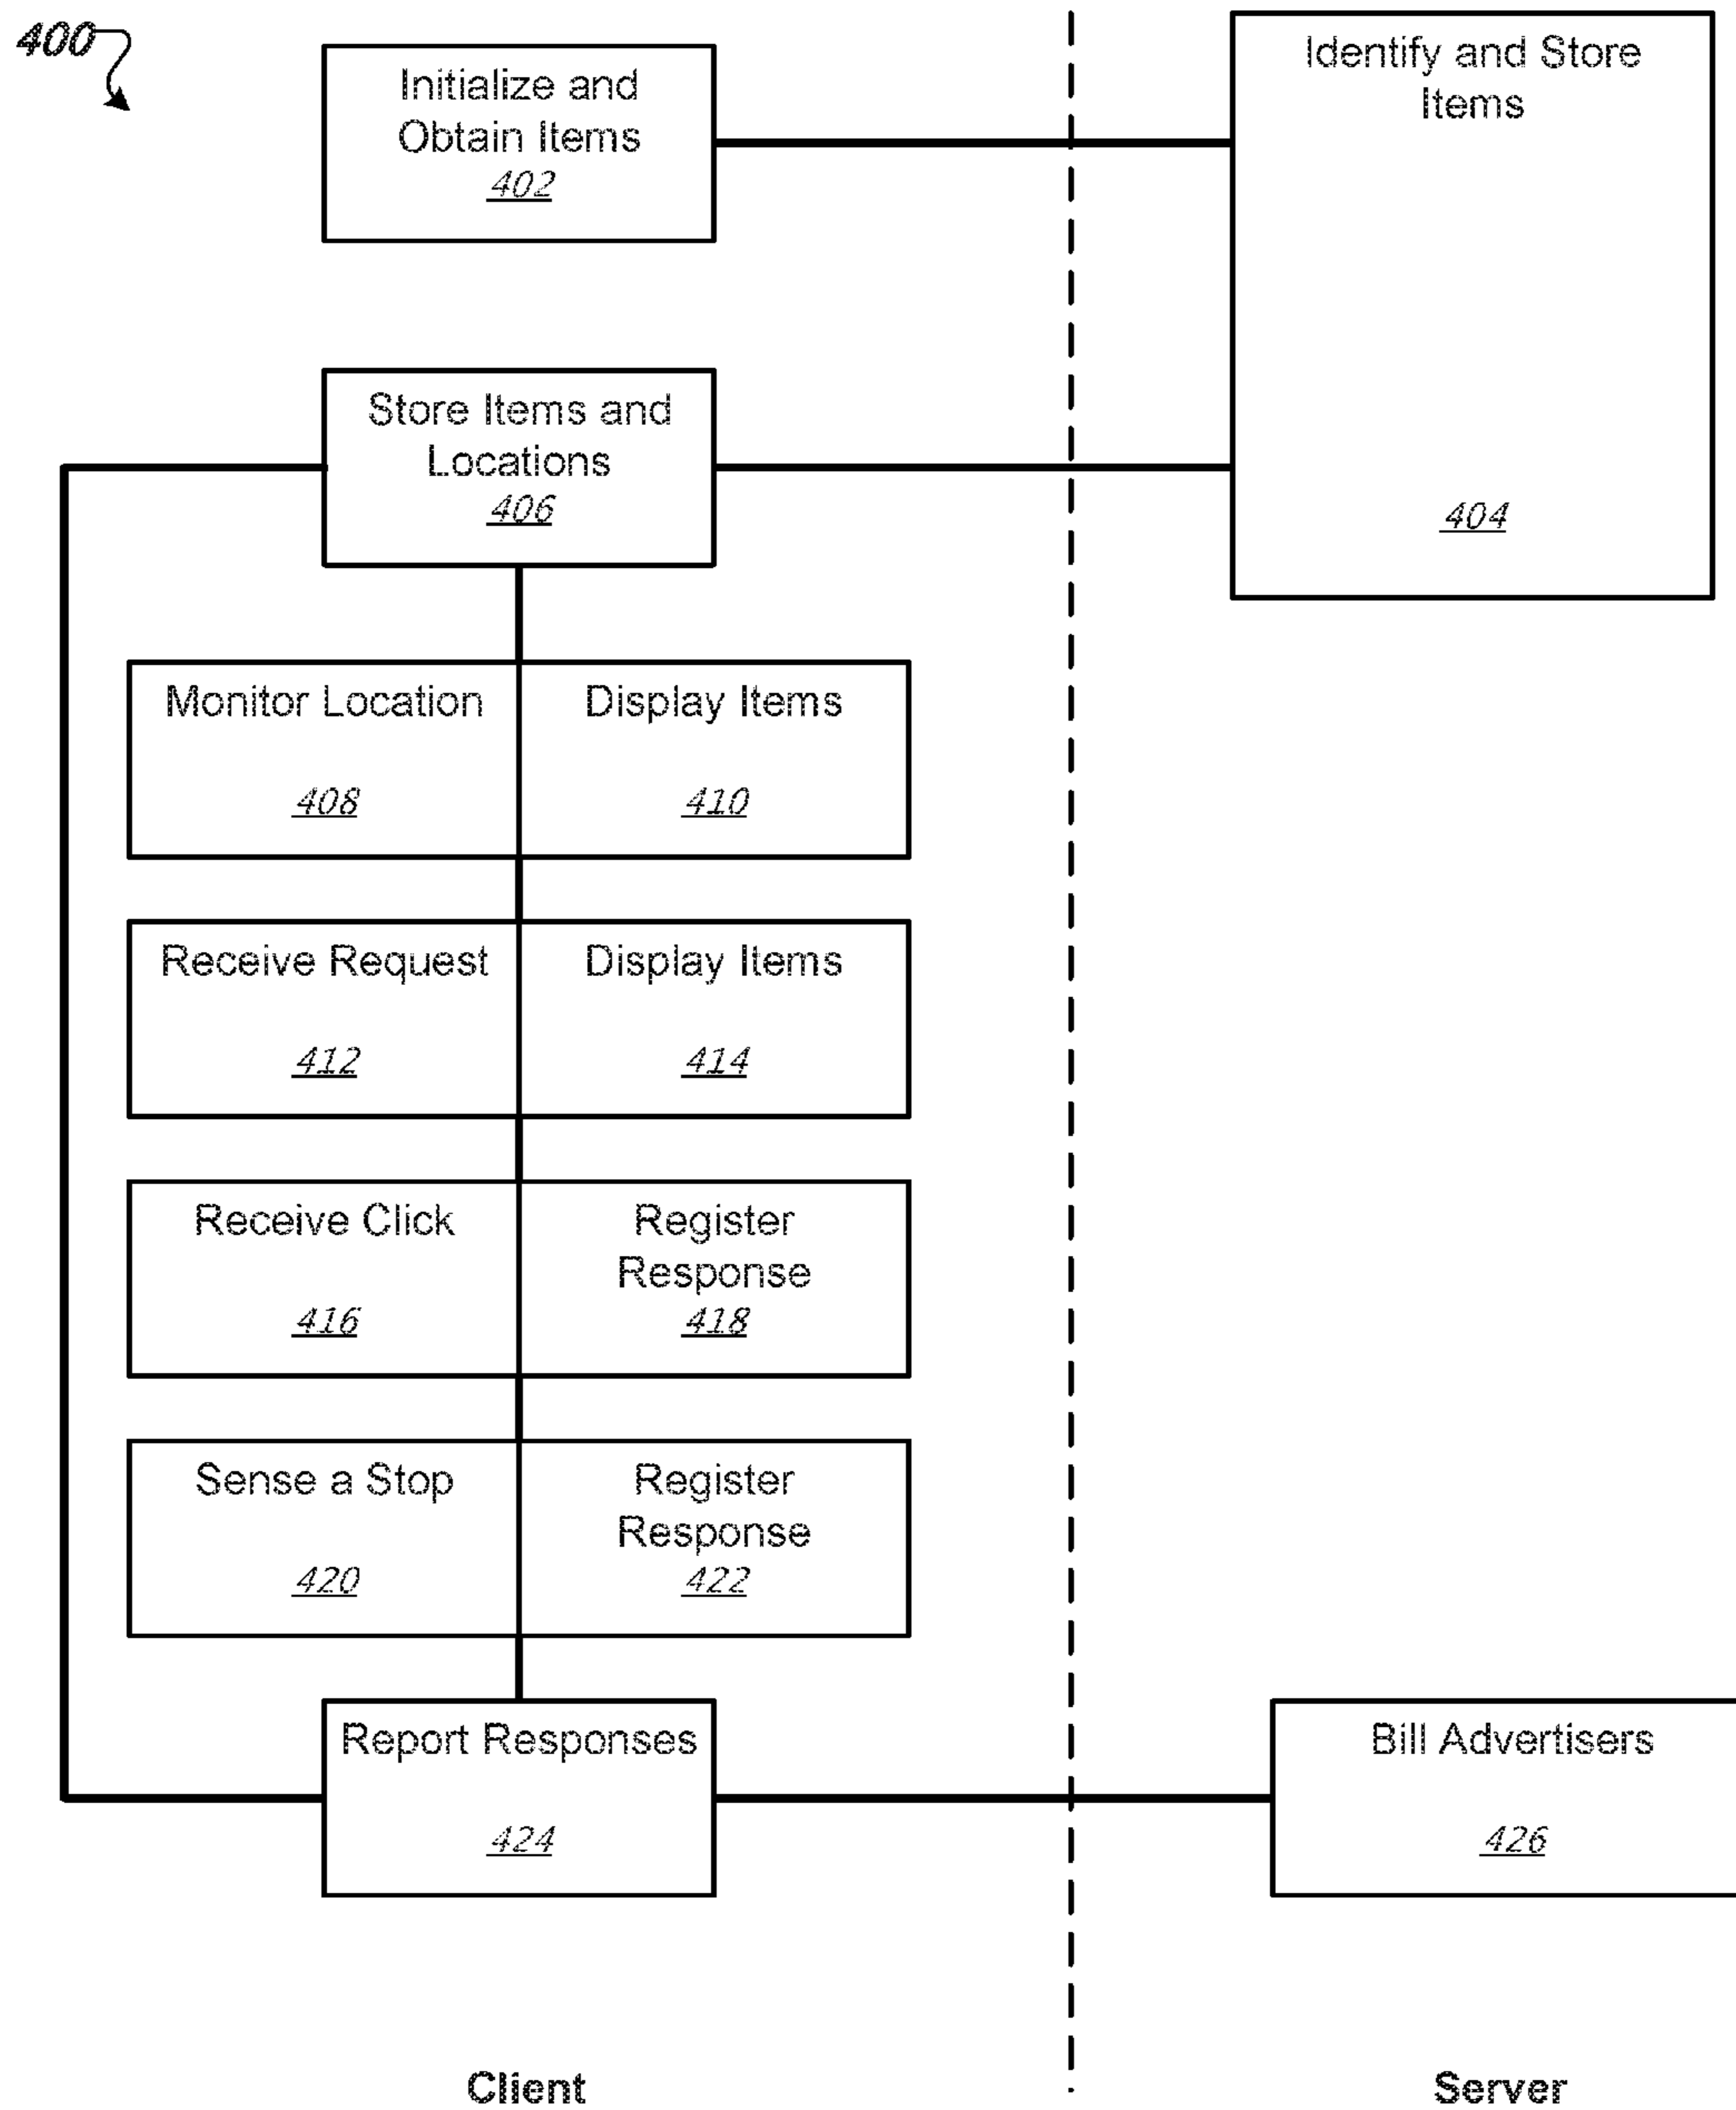 400
Initialize and
Obtain Items
402
Identify and Store
Items
404
Store Items and
Locations
406
Monitor Location
408
Display Items
410
Receive Request
412
Display Items
414
Receive Click
416
Register
Response
418
Sense a Stop
420
Register
Response
422
Report Responses
424
Bill Advertisers
426
Client
Server